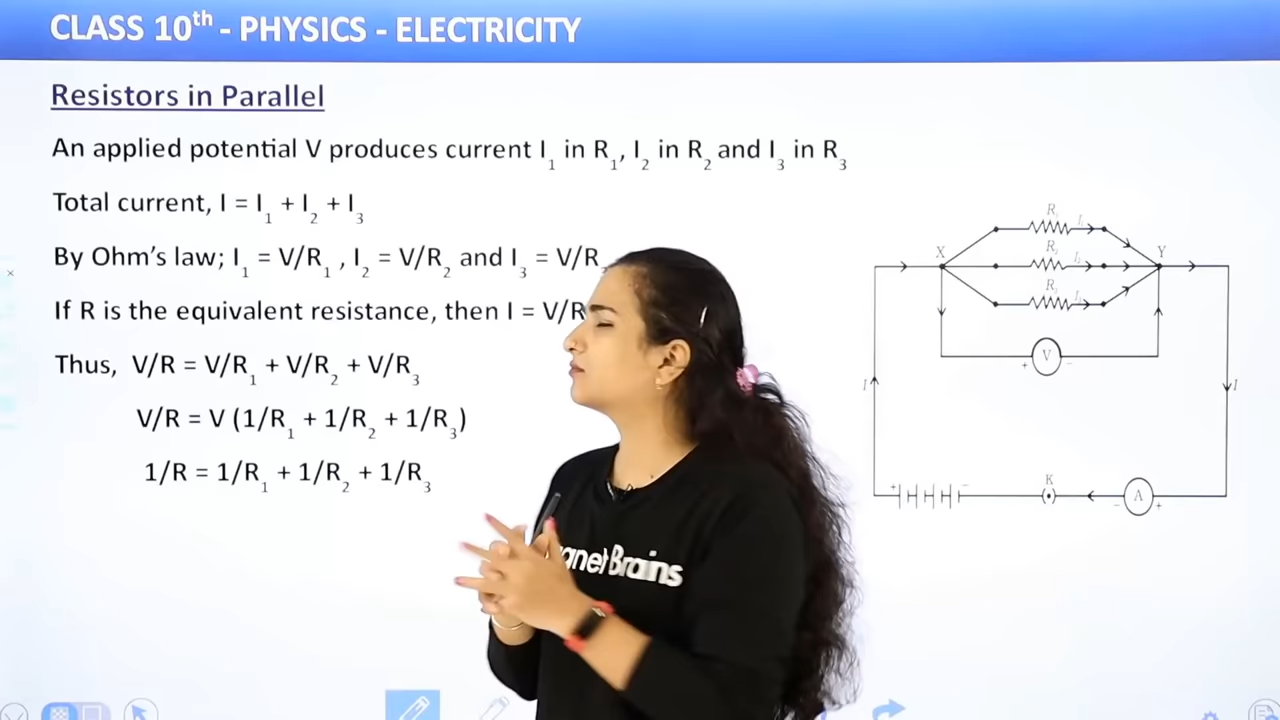 CLASS 10th - PHYSICS - ELECTRICITY
Resistors in Parallel
An applied potential V produces current I1 in R1, I2 in R2 and I3 in R3
Total current, I = I1 + I2 + I3
By Ohm's law; I1 = V/R1 , I2 = V/R2 and I3 = V/R
If R is the equivalent resistance, then I = V/R
Thus, V/R = V/R1 + V/R2 + V/R3
V/R = V (1/R1 + 1/R2 + 1/R3)
1/R = 1/R1 + 1/R2 + 1/R3
X
Y
+ V -
I
I
+ -
K
- A +
Brains